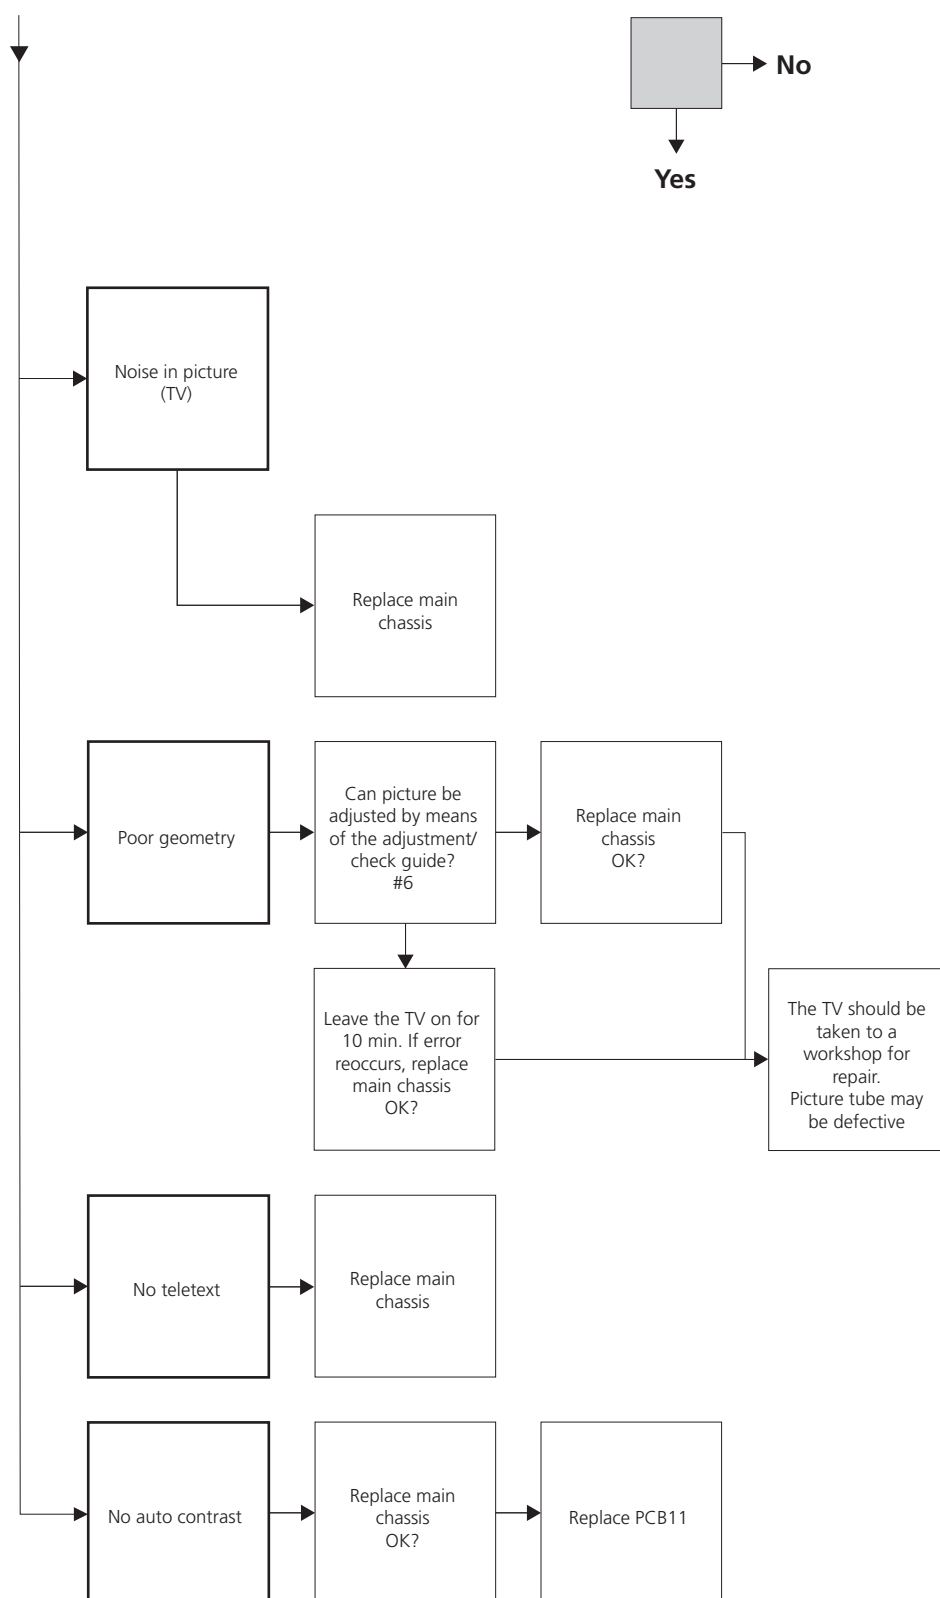 No
Yes
Noise in picture
(TV)
Replace main
chassis
Poor geometry
Can picture be
adjusted by means
of the adjustment/
check guide?
#6
Replace main
chassis
OK?
Leave the TV on for
10 min. If error
reoccurs, replace
main chassis
OK?
The TV should be
taken to a
workshop for
repair.
Picture tube may
be defective
No teletext
Replace main
chassis
No auto contrast
Replace main
chassis
OK?
Replace PCB11